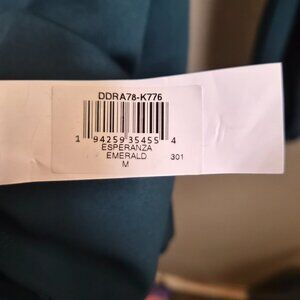 DDRA78-K776
1 94259 35455 4
ESPERANZA
EMERALD 301
M